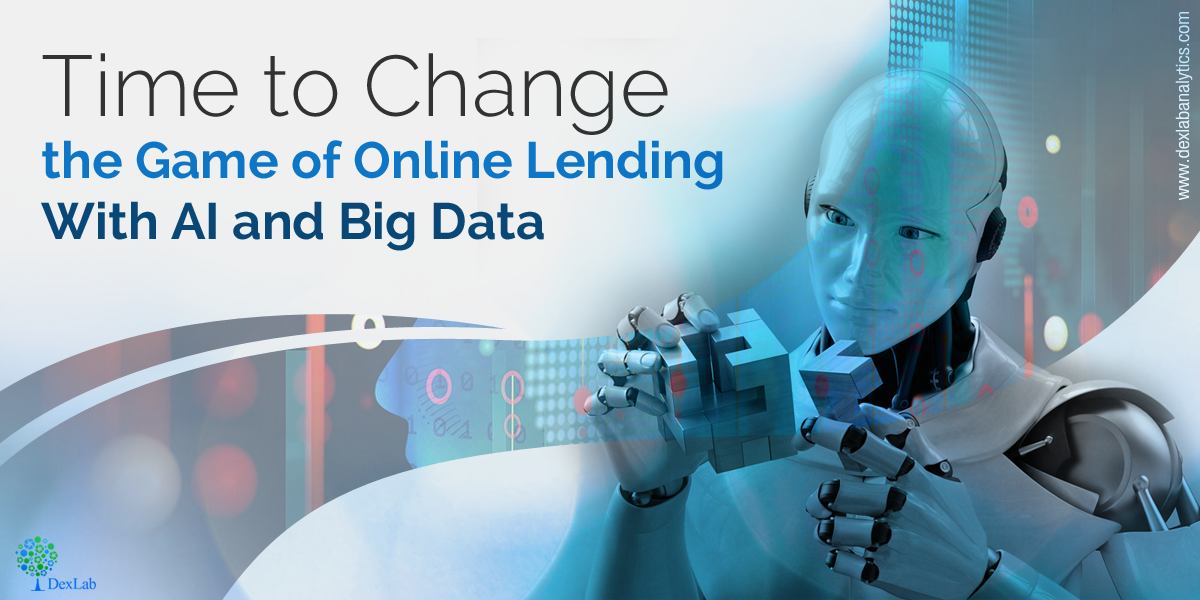 Time to Change
the Game of Online Lending
With AI and Big Data
www.dexlabanalytics.com
DexLab